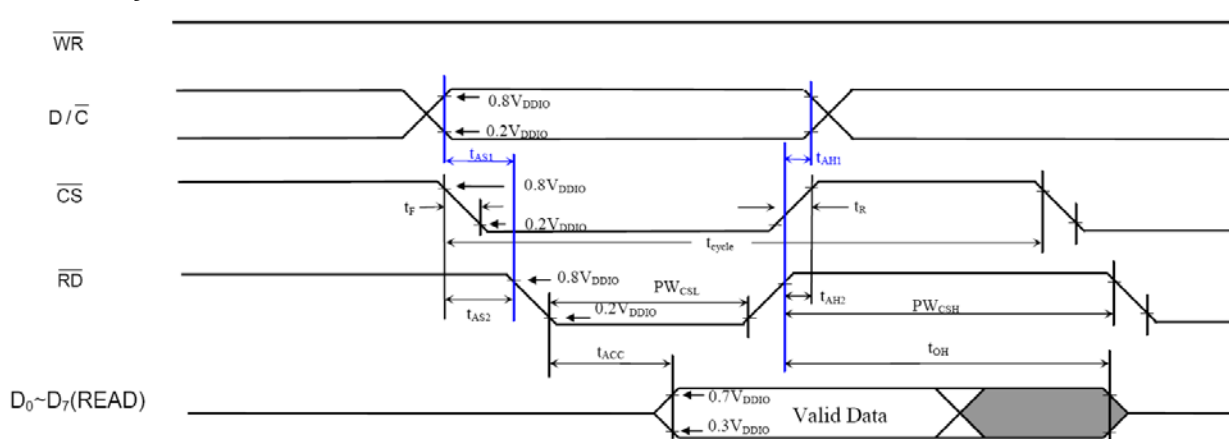 WR
D / C
0.8VDDIO
0.2VDDIO
tAS1
tAH1
CS
0.8VDDIO
tF
tR
0.2VDDIO
tcycle
RD
0.8VDDIO
PWCSL
tAH2
tAS2
0.2VDDIO
PWCSH
tACC
tOH
D0~D7(READ)
0.7VDDIO
Valid Data
0.3VDDIO